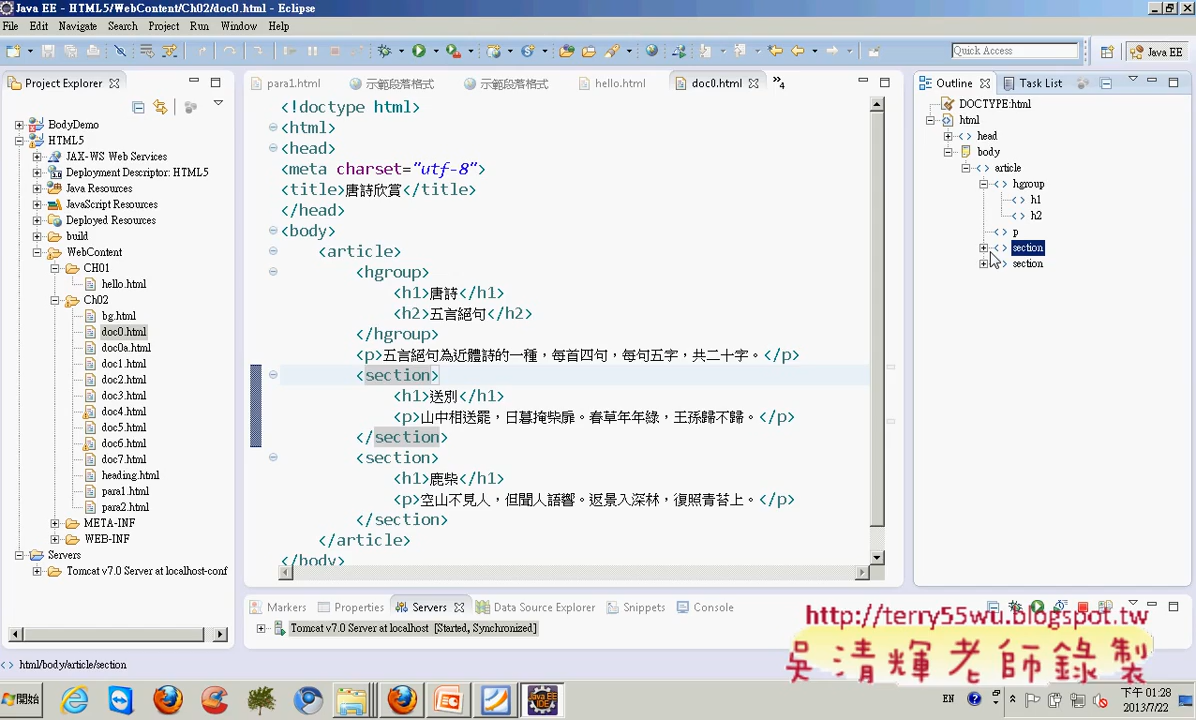 Java EE - HTML5/WebContent/Ch02/doc0.html - Eclipse
File Edit Navigate Search Project Run Window Help
Quick Access
Java EE
Project Explorer
BodyDemo
HTML5
JAX-WS Web Services
Deployment Descriptor: HTML5
Java Resources
JavaScript Resources
Deployed Resources
build
WebContent
CH01
hello.html
Ch02
bg.html
doc0.html
doc0a.html
doc1.html
doc2.html
doc3.html
doc4.html
doc5.html
doc6.html
doc7.html
heading.html
para1.html
para2.html
META-INF
WEB-INF
Servers
Tomcat v7.0 Server at localhost-conf
para1.html 示範段落格式 示範段落格式 hello.html doc0.html »4
<!doctype html>
<html>
<head>
<meta charset="utf-8">
<title>唐詩欣賞</title>
</head>
<body>
<article>
<hgroup>
<h1>唐詩</h1>
<h2>五言絕句</h2>
</hgroup>
<p>五言絕句為近體詩的一種，每首四句，每句五字，共二十字。</p>
<section>
<h1>送別</h1>
<p>山中相送罷，日暮掩柴扉。春草年年綠，王孫歸不歸。</p>
</section>
<section>
<h1>鹿柴</h1>
<p>空山不見人，但聞人語響。返景入深林，復照青苔上。</p>
</section>
</article>
</body>
Outline Task List
DOCTYPE:html
html
head
body
article
hgroup
h1
h2
p
section
section
Markers Properties Servers Data Source Explorer Snippets Console
Tomcat v7.0 Server at localhost [Started, Synchronized]
http://terry55wu.blogspot.tw
吳清輝老師錄製
html/body/article/section
開始
EN
下午 01:28
2013/7/22